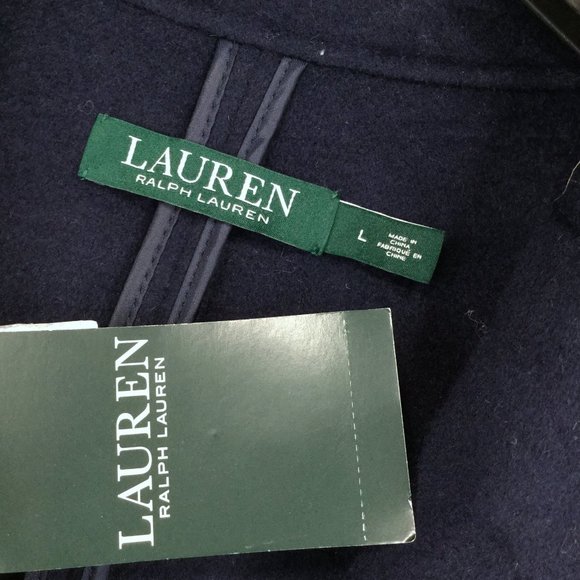 LAUREN
RALPH LAUREN
L
MADE IN
CHINA
FABRIQUÉ EN
CHINE
LAUREN
RALPH LAUREN